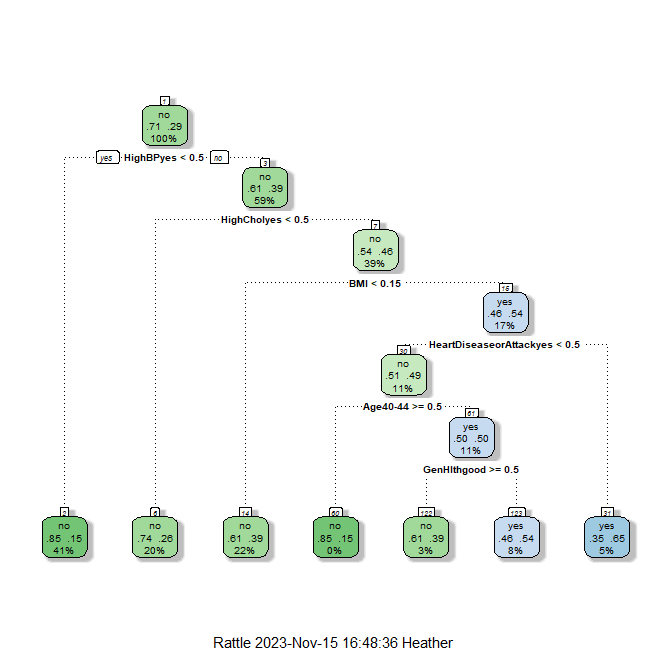 1
no
.71 .29
100%
yes HighBPyes < 0.5 no
3
no
.61 .39
59%
HighCholyes < 0.5
7
no
.54 .46
39%
BMI < 0.15
15
yes
.46 .54
17%
HeartDiseaseorAttackyes < 0.5
30
no
.51 .49
11%
Age40-44 >= 0.5
61
yes
.50 .50
11%
GenHlthgood >= 0.5
2
no
.85 .15
41%
6
no
.74 .26
20%
14
no
.61 .39
22%
60
no
.85 .15
0%
122
no
.61 .39
3%
123
yes
.46 .54
8%
31
yes
.35 .65
5%
Rattle 2023-Nov-15 16:48:36 Heather